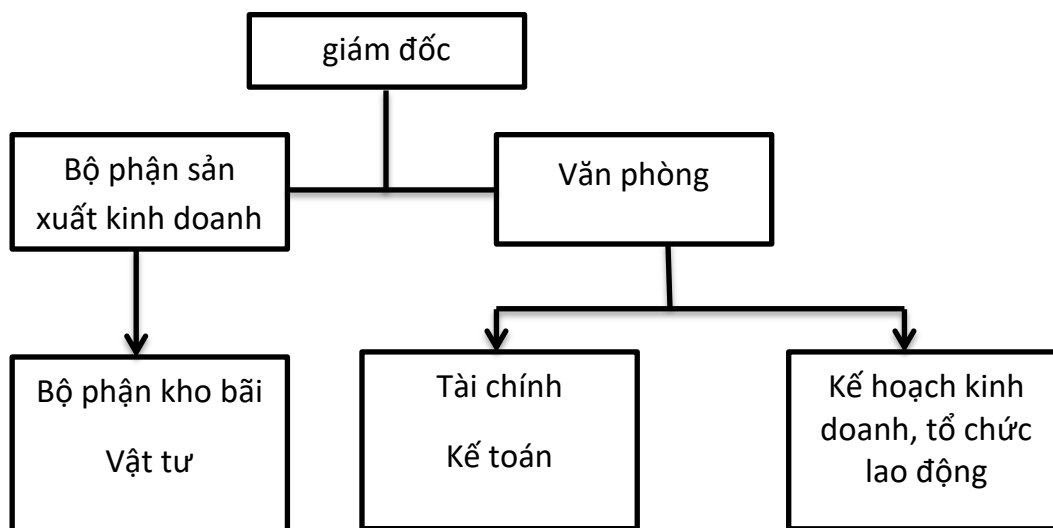 giám đốc
Bộ phận sản
xuất kinh doanh
Văn phòng
Bộ phận kho bãi
Vật tư
Tài chính
Kế toán
Kế hoạch kinh
doanh, tổ chức
lao động